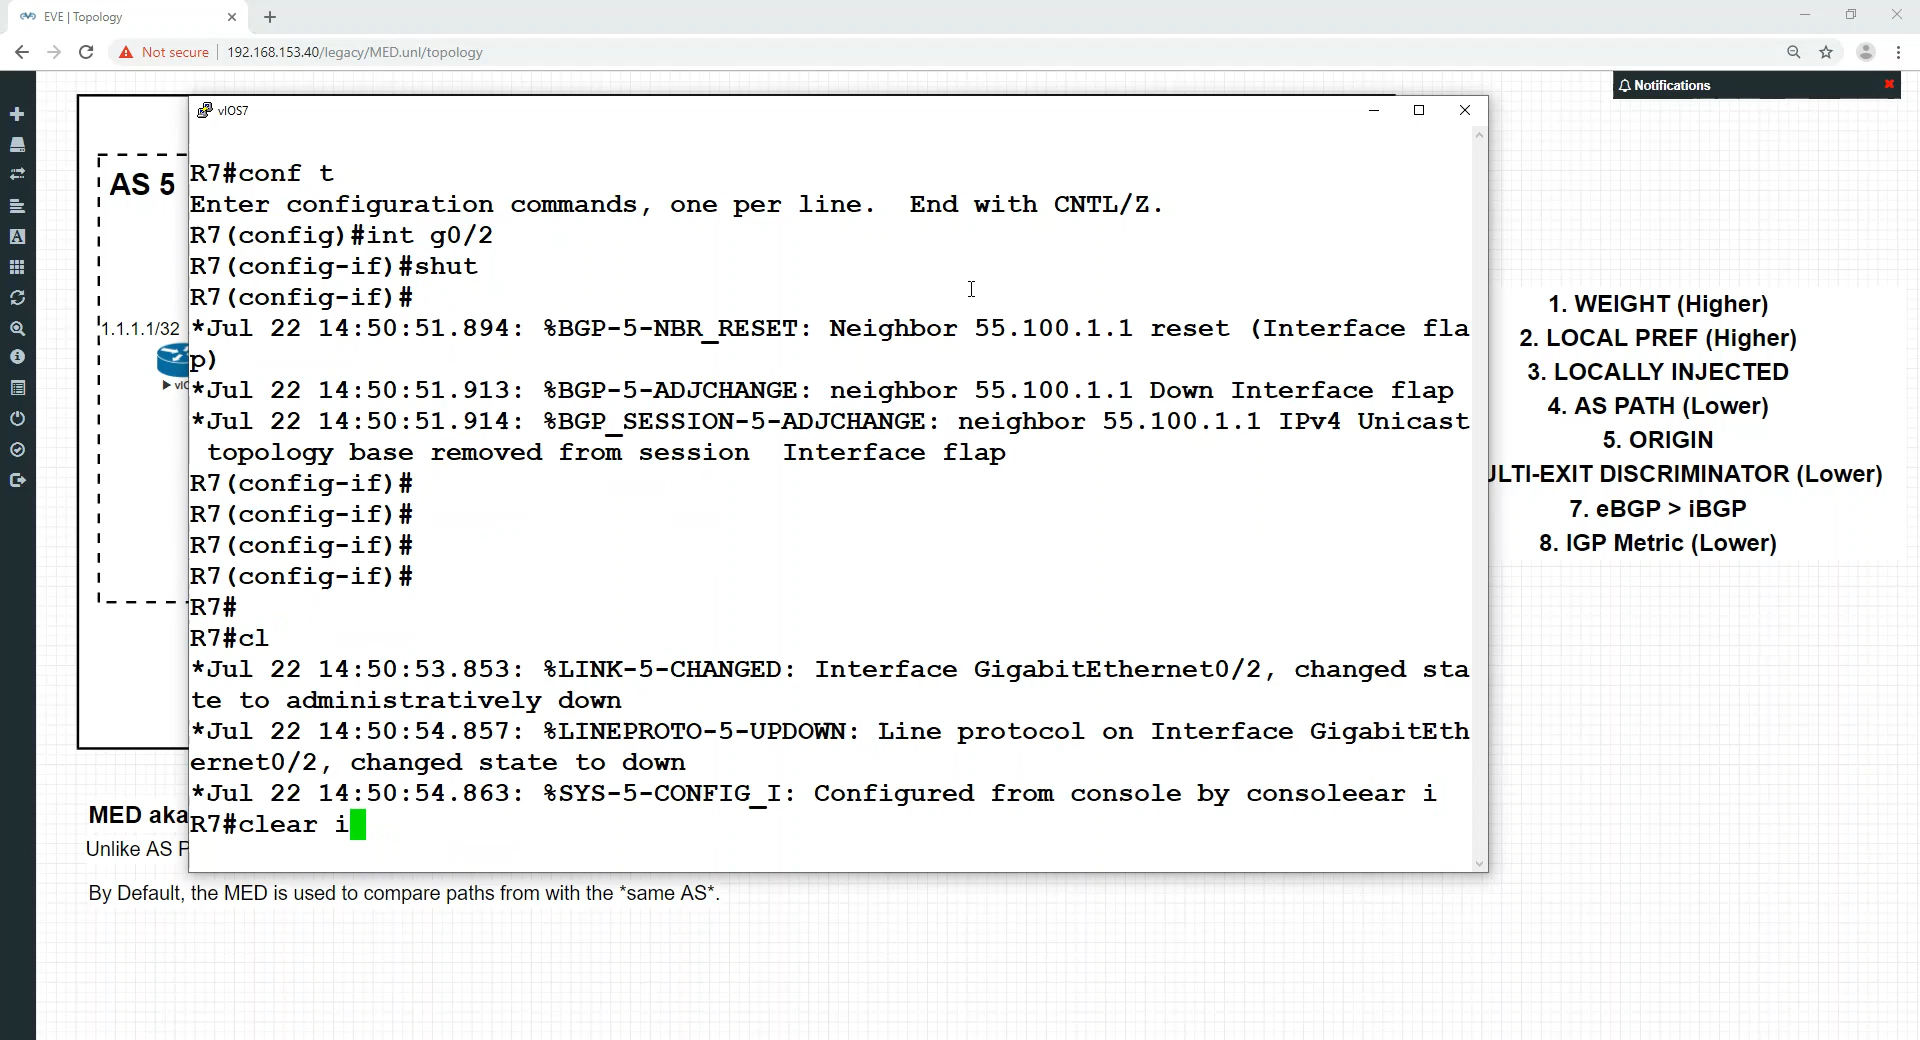 EVE | Topology
Not secure
192.168.153.40/legacy/MED.unl/topology
Notifications
vIOS7
AS 5
1.1.1.1/32
R7#conf t
Enter configuration commands, one per line.  End with CNTL/Z.
R7(config)#int g0/2
R7(config-if)#shut
R7(config-if)#
*Jul 22 14:50:51.894: %BGP-5-NBR_RESET: Neighbor 55.100.1.1 reset (Interface fla
p)
*Jul 22 14:50:51.913: %BGP-5-ADJCHANGE: neighbor 55.100.1.1 Down Interface flap
*Jul 22 14:50:51.914: %BGP_SESSION-5-ADJCHANGE: neighbor 55.100.1.1 IPv4 Unicast
 topology base removed from session  Interface flap
R7(config-if)#
R7(config-if)#
R7(config-if)#
R7(config-if)#
R7#
R7#cl
*Jul 22 14:50:53.853: %LINK-5-CHANGED: Interface GigabitEthernet0/2, changed sta
te to administratively down
*Jul 22 14:50:54.857: %LINEPROTO-5-UPDOWN: Line protocol on Interface GigabitEth
ernet0/2, changed state to down
*Jul 22 14:50:54.863: %SYS-5-CONFIG_I: Configured from console by consoleear i
R7#clear i
1. WEIGHT (Higher)
2. LOCAL PREF (Higher)
3. LOCALLY INJECTED
4. AS PATH (Lower)
5. ORIGIN
ULTI-EXIT DISCRIMINATOR (Lower)
7. eBGP > iBGP
8. IGP Metric (Lower)
MED aka
Unlike AS P
By Default, the MED is used to compare paths from with the *same AS*.